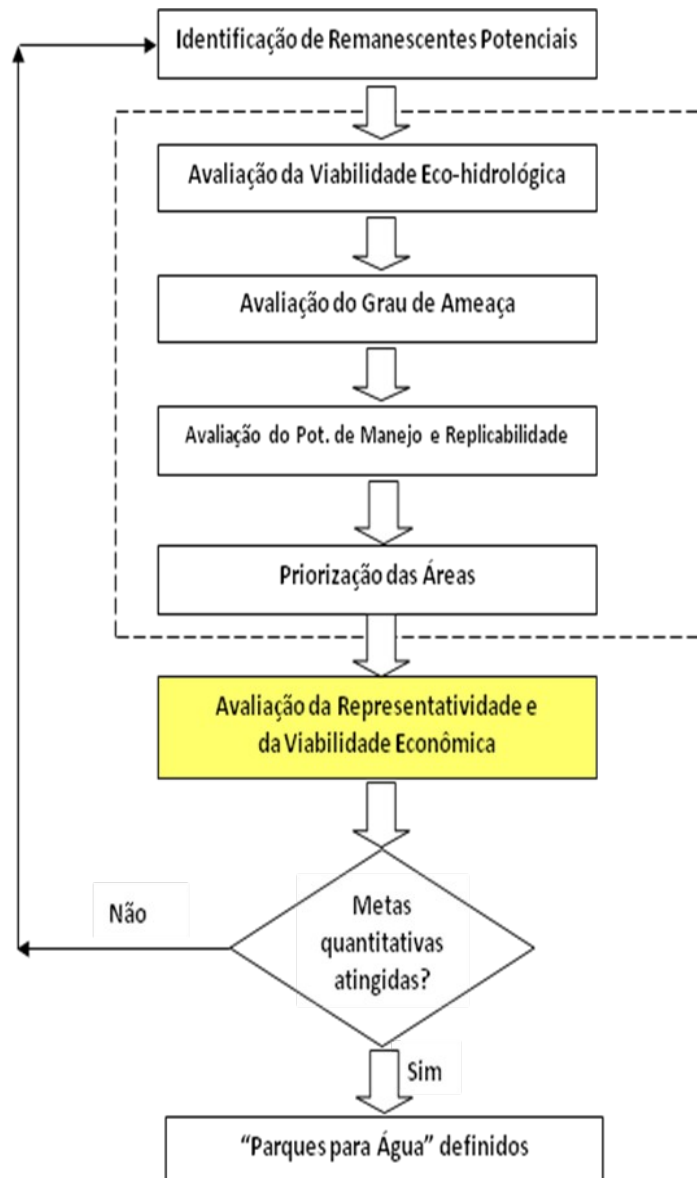 Identificação de Remanescentes Potenciais
Avaliação da Viabilidade Eco-hidrológica
Avaliação do Grau de Ameaça
Avaliação do Pot. de Manejo e Replicabilidade
Priorização das Áreas
Avaliação da Representatividade e
da Viabilidade Econômica
Metas
quantitativas
atingidas?
Não
Sim
“Parques para Água” definidos